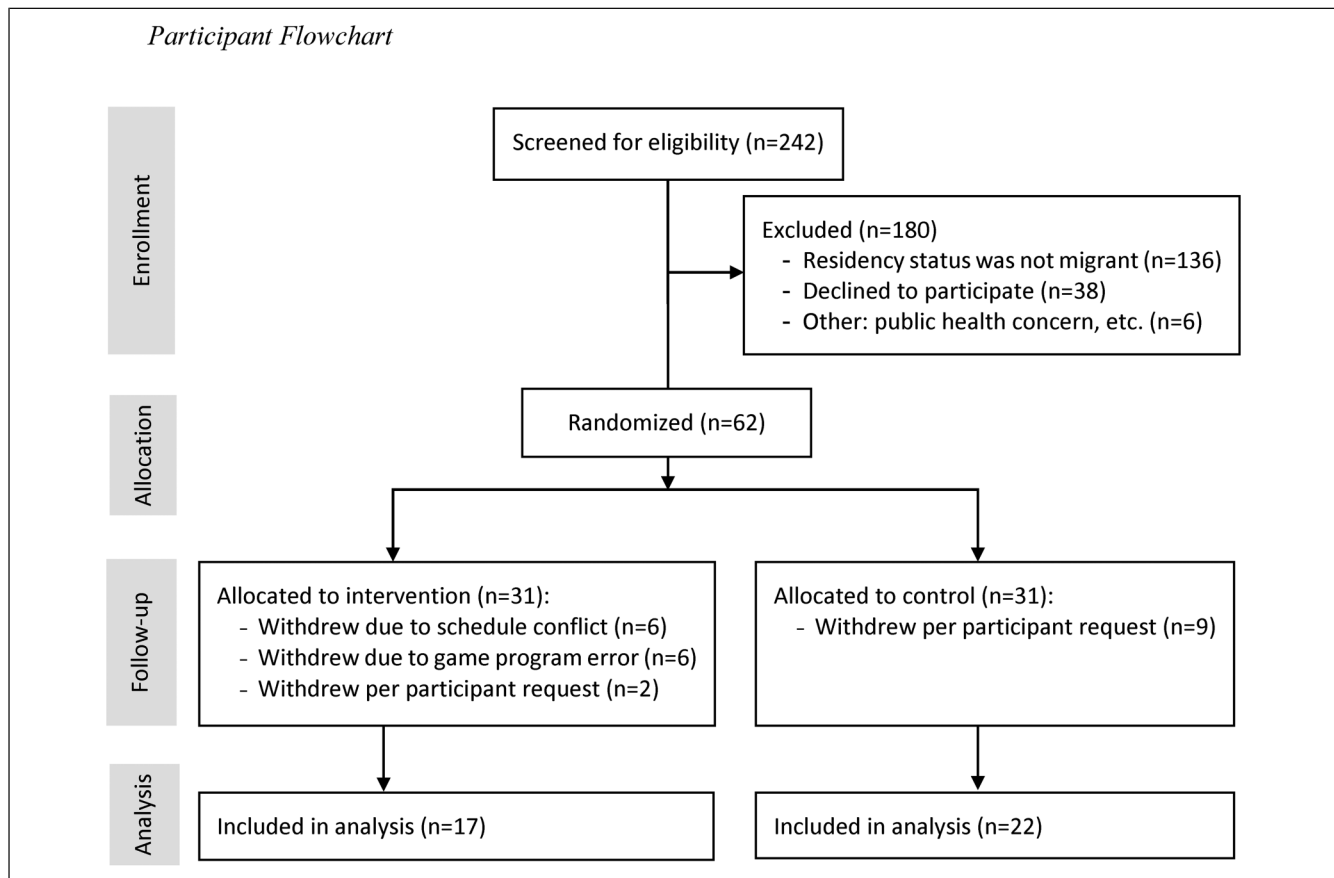 Participant Flowchart
Enrollment
Screened for eligibility (n=242)
Excluded (n=180)
- Residency status was not migrant (n=136)
- Declined to participate (n=38)
- Other: public health concern, etc. (n=6)
Allocation
Randomized (n=62)
Follow-up
Allocated to intervention (n=31):
- Withdrew due to schedule conflict (n=6)
- Withdrew due to game program error (n=6)
- Withdrew per participant request (n=2)
Allocated to control (n=31):
- Withdrew per participant request (n=9)
Analysis
Included in analysis (n=17)
Included in analysis (n=22)